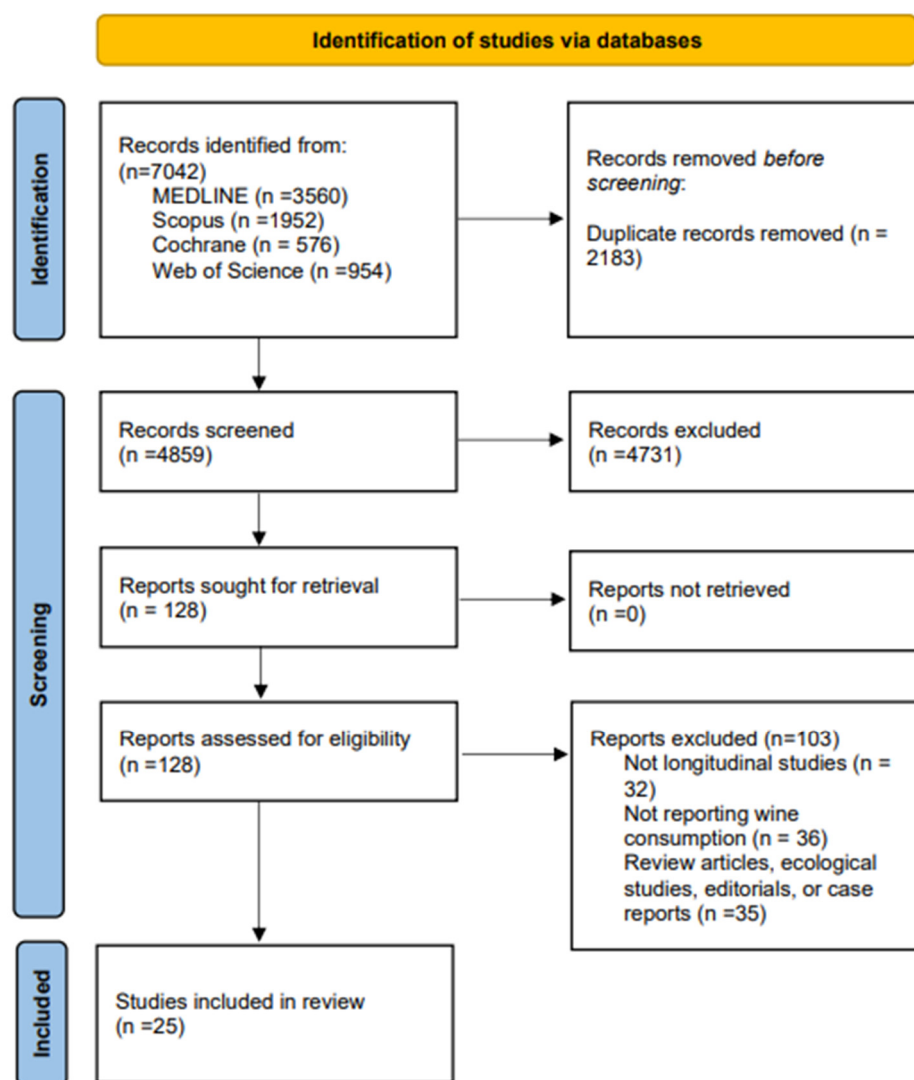 Identification of studies via databases
Identification
Records identified from:
(n=7042)
MEDLINE (n =3560)
Scopus (n =1952)
Cochrane (n = 576)
Web of Science (n =954)
Records removed before
screening:
Duplicate records removed (n =
2183)
Screening
Records screened
(n =4859)
Records excluded
(n =4731)
Reports sought for retrieval
(n = 128)
Reports not retrieved
(n =0)
Reports assessed for eligibility
(n =128)
Reports excluded (n=103)
Not longitudinal studies (n =
32)
Not reporting wine
consumption (n = 36)
Review articles, ecological
studies, editorials, or case
reports (n =35)
Included
Studies included in review
(n =25)